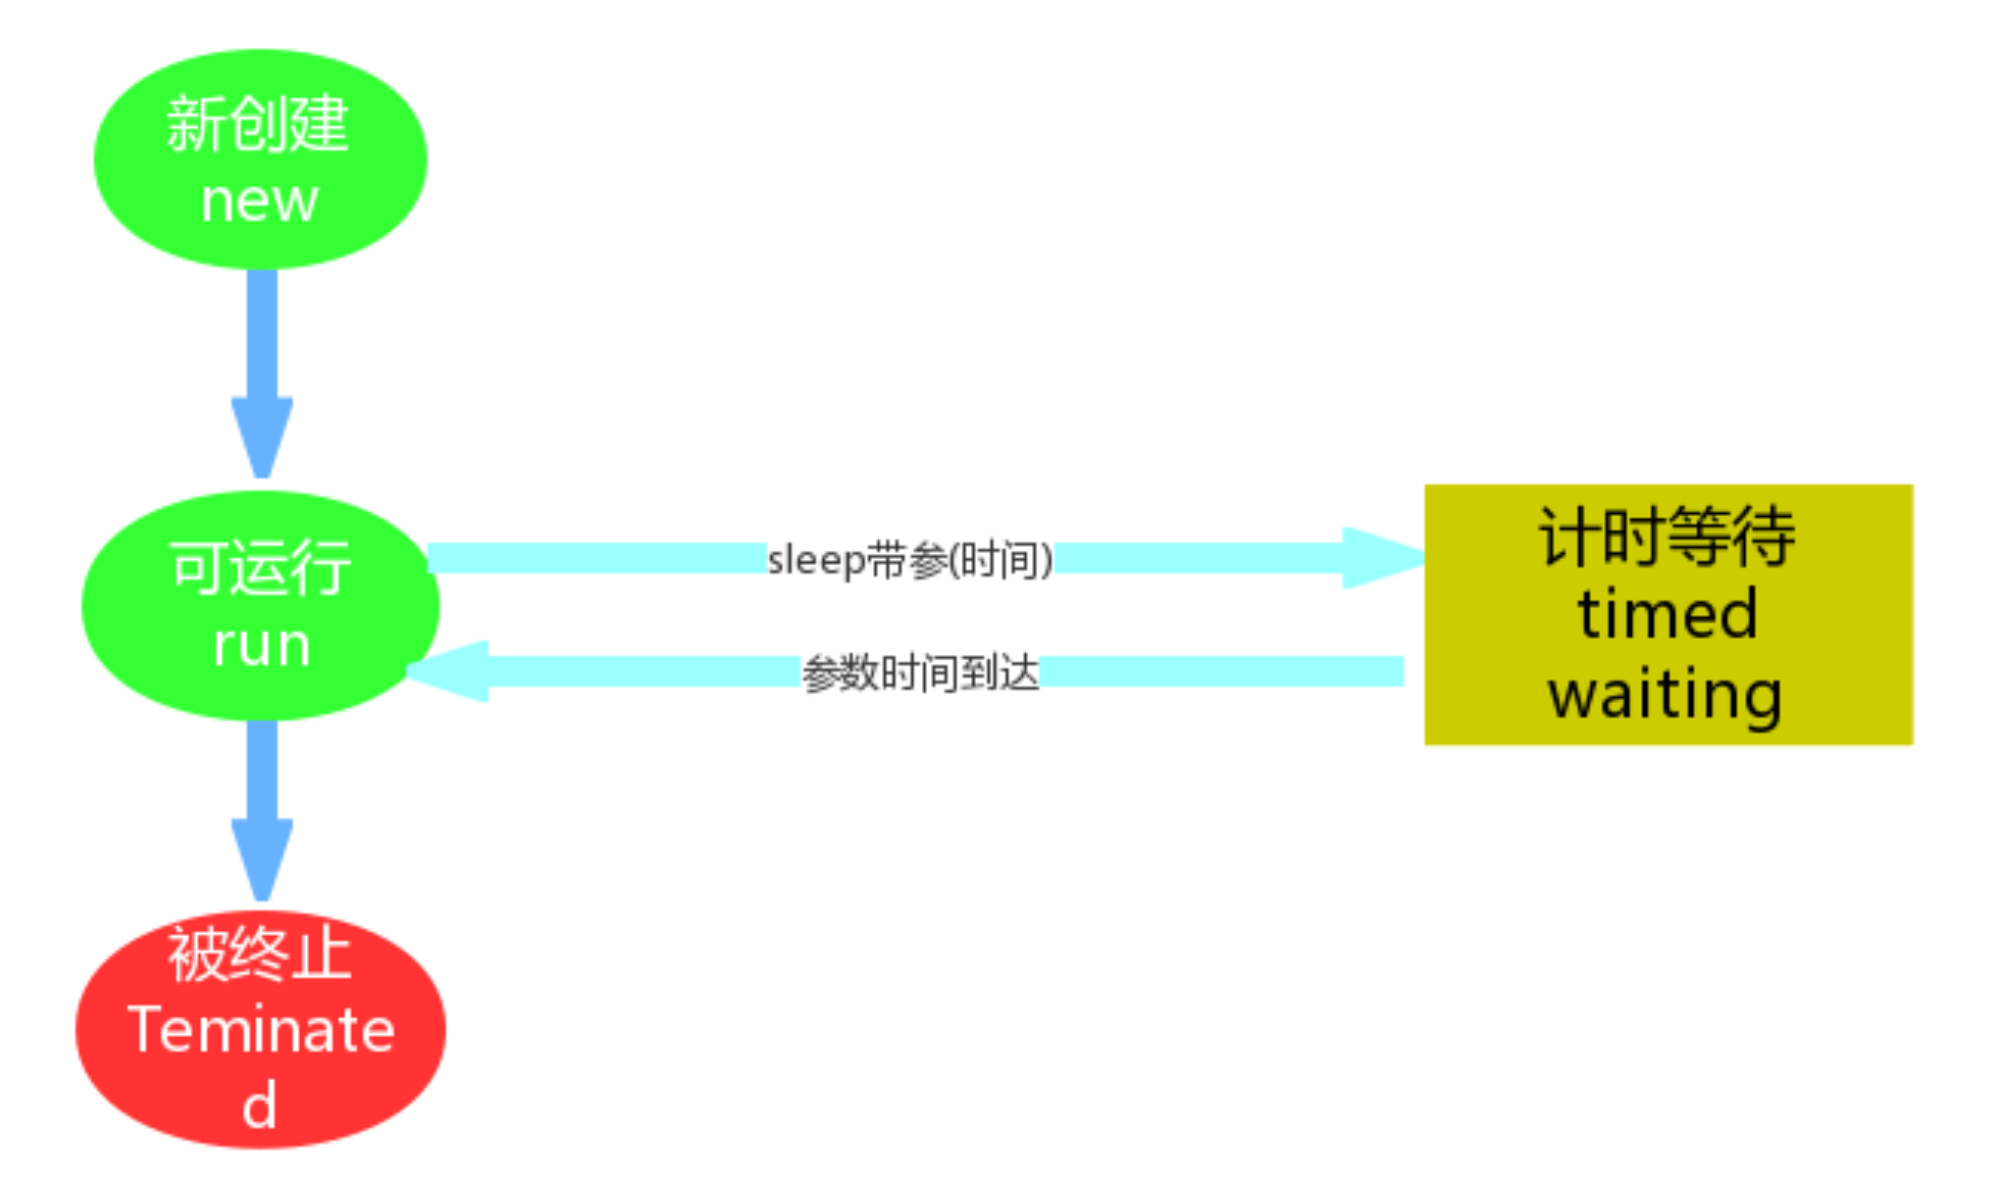 新创建
new
可运行
run
sleep带参(时间)
参数时间到达
计时等待
timed
waiting
被终止
Teminate
d